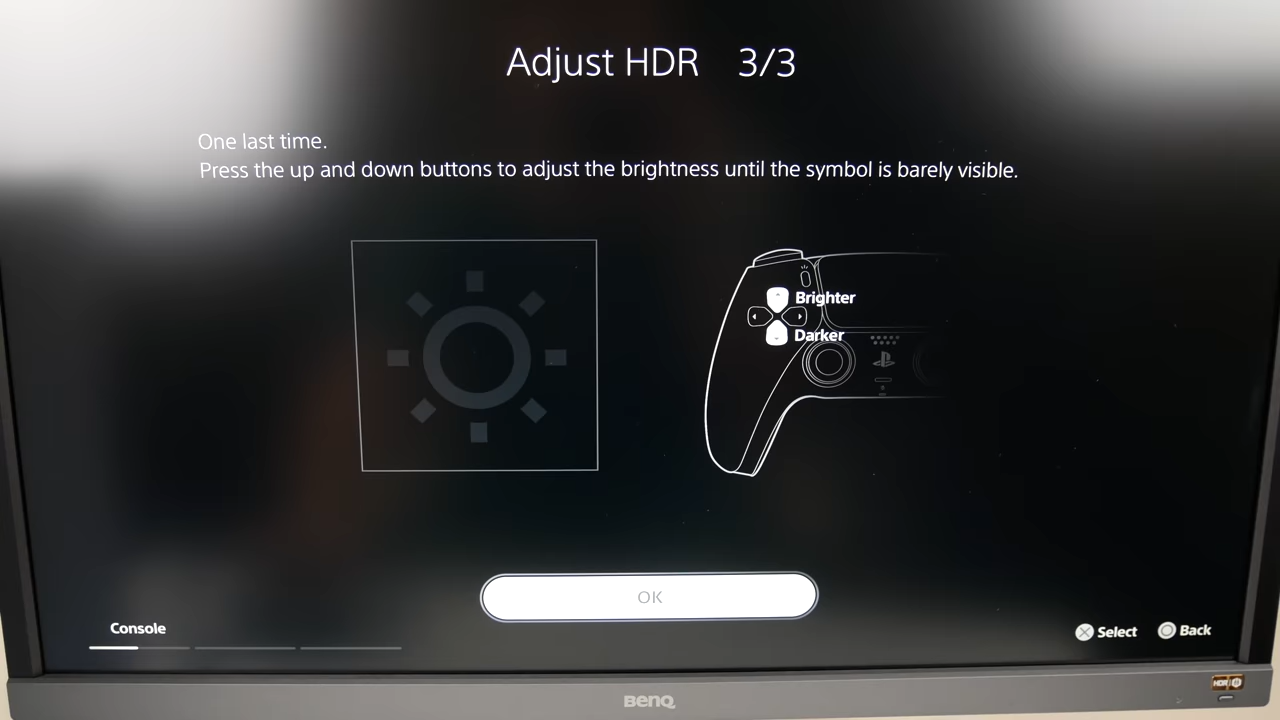 Adjust HDR 3/3
One last time.
Press the up and down buttons to adjust the brightness until the symbol is barely visible.
Brighter
Darker
OK
Console
Select
Back
BenQ
HDR